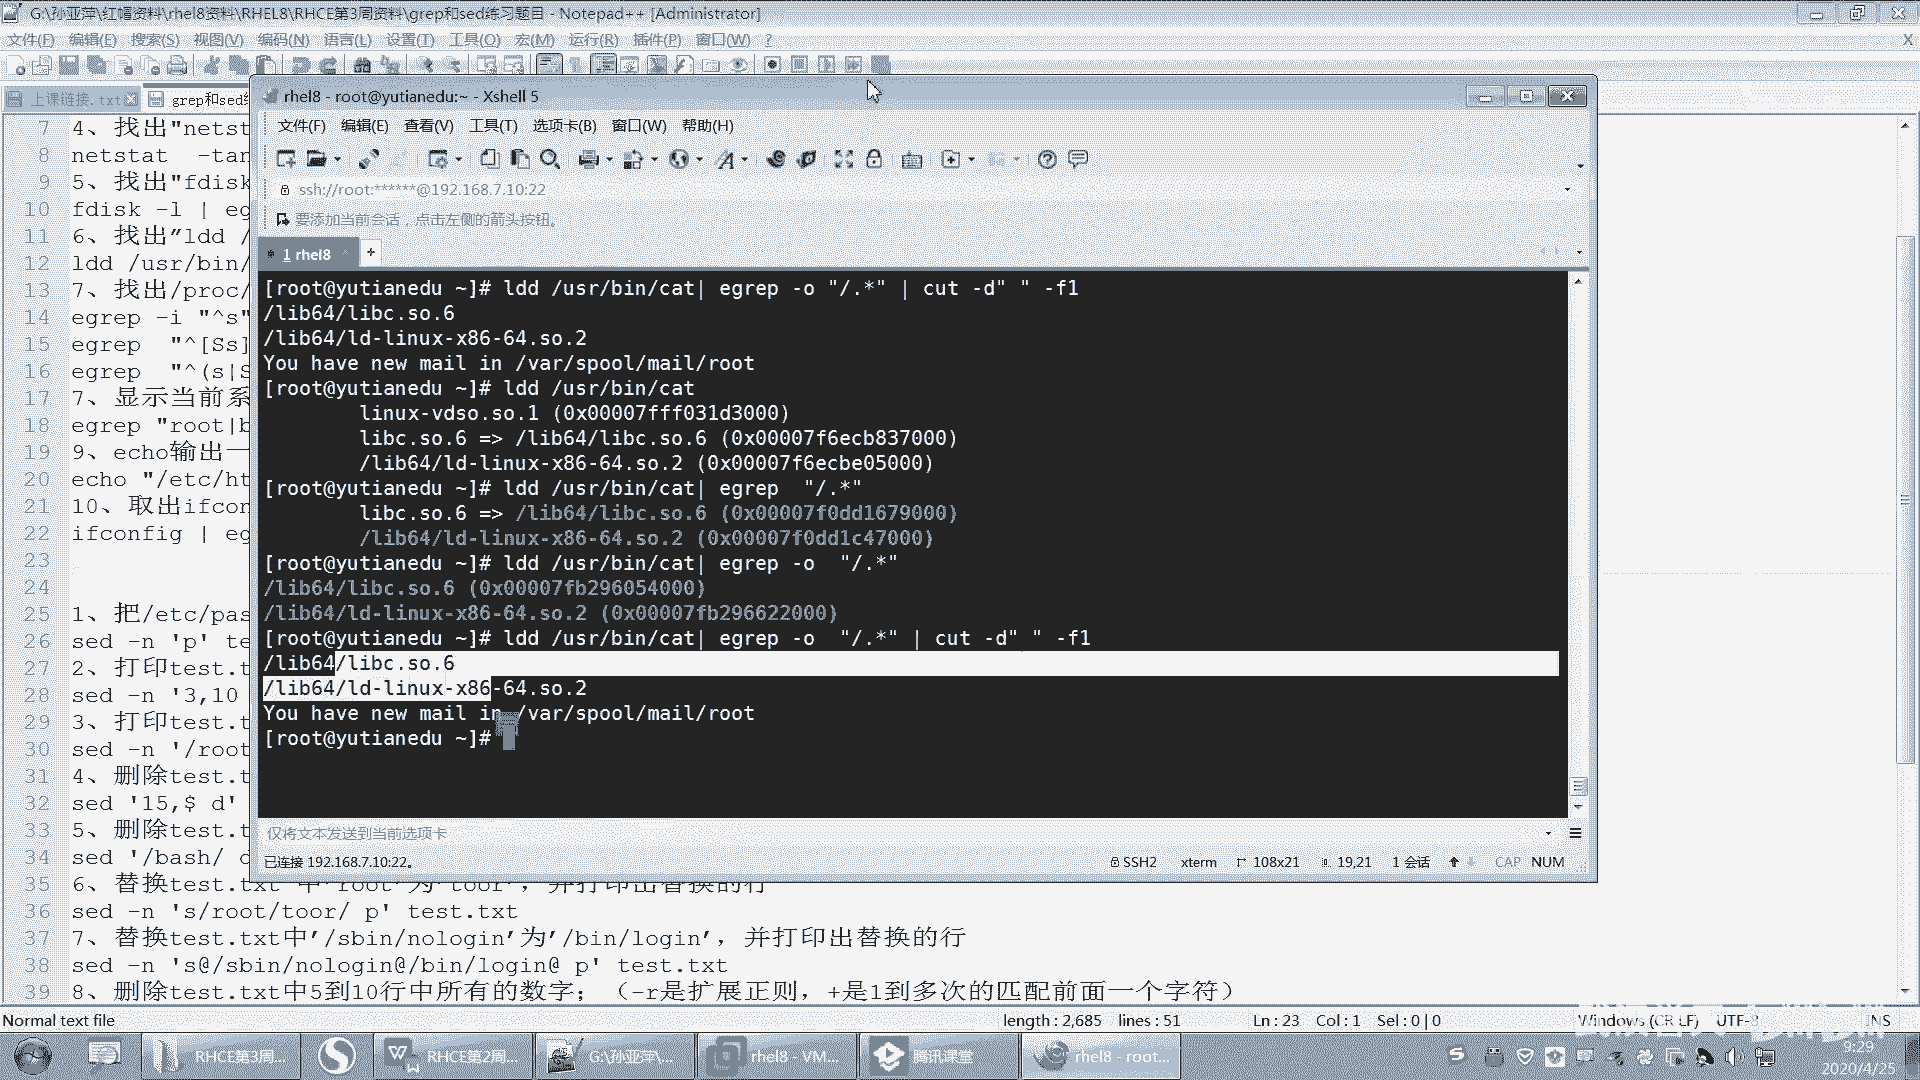 G:\孙亚萍\红帽资料\rhel8资料\RHEL8\RHCE第3周资料\grep和sed练习题目 - Notepad++ [Administrator]
文件(F) 编辑(E) 搜索(S) 视图(V) 编码(N) 语言(L) 设置(T) 工具(O) 宏(M) 运行(R) 插件(P) 窗口(W) ? X
上课链接.txt grep和sed
rhel8 - root@yutianedu:~ - Xshell 5
文件(F) 编辑(E) 查看(V) 工具(T) 选项卡(B) 窗口(W) 帮助(H)
ssh://root:******@192.168.7.10:22
要添加当前会话，点击左侧的箭头按钮。
1 rhel8
[root@yutianedu ~]# ldd /usr/bin/cat| egrep -o "/.*" | cut -d" " -f1
/lib64/libc.so.6
/lib64/ld-linux-x86-64.so.2
You have new mail in /var/spool/mail/root
[root@yutianedu ~]# ldd /usr/bin/cat
linux-vdso.so.1 (0x00007fff031d3000)
libc.so.6 => /lib64/libc.so.6 (0x00007f6ecb837000)
/lib64/ld-linux-x86-64.so.2 (0x00007f6ecbe05000)
[root@yutianedu ~]# ldd /usr/bin/cat| egrep  "/.*"
libc.so.6 => /lib64/libc.so.6 (0x00007f0dd1679000)
/lib64/ld-linux-x86-64.so.2 (0x00007f0dd1c47000)
[root@yutianedu ~]# ldd /usr/bin/cat| egrep -o  "/.*"
/lib64/libc.so.6 (0x00007fb296054000)
/lib64/ld-linux-x86-64.so.2 (0x00007fb296622000)
[root@yutianedu ~]# ldd /usr/bin/cat| egrep -o  "/.*" | cut -d" " -f1
/lib64/libc.so.6
/lib64/ld-linux-x86-64.so.2
You have new mail in /var/spool/mail/root
[root@yutianedu ~]#
仅将文本发送到当前选项卡
已连接 192.168.7.10:22。 SSH2 xterm 108x21 19,21 1 会话 CAP NUM
7 4、找出"netst
8 netstat  -tan
9 5、找出"fdisk
10 fdisk -l | eg
11 6、找出"ldd /
12 ldd /usr/bin/
13 7、找出/proc/
14 egrep -i "^s"
15 egrep  "^[Ss]
16 egrep  "^(s|S
17 7、显示当前系
18 egrep "root|b
19 9、echo输出一
20 echo "/etc/ht
21 10、取出ifcon
22 ifconfig | eg
23
24
25 1、把/etc/pas
26 sed -n 'p' te
27 2、打印test.t
28 sed -n '3,10
29 3、打印test.t
30 sed -n '/root
31 4、删除test.t
32 sed '15,$ d'
33 5、删除test.t
34 sed '/bash/ d
35 6、替换test.txt 中"root"为"toor"，并打印出替换的行
36 sed -n 's/root/toor/ p' test.txt
37 7、替换test.txt中'/sbin/nologin'为'/bin/login'，并打印出替换的行
38 sed -n 's@/sbin/nologin@/bin/login@ p' test.txt
39 8、删除test.txt中5到10行中所有的数字；（-r是扩展正则，+是1到多次的匹配前面一个字符）
Normal text file length : 2,685 lines : 51 Ln : 23 Col : 1 Sel : 0 | 0 Windows (CR LF) UTF-8 INS
RHCE第3周... RHCE第2周... G:\孙亚萍\... rhel8 - VM... 腾讯课堂 rhel8 - root...
9:29
2020/4/25